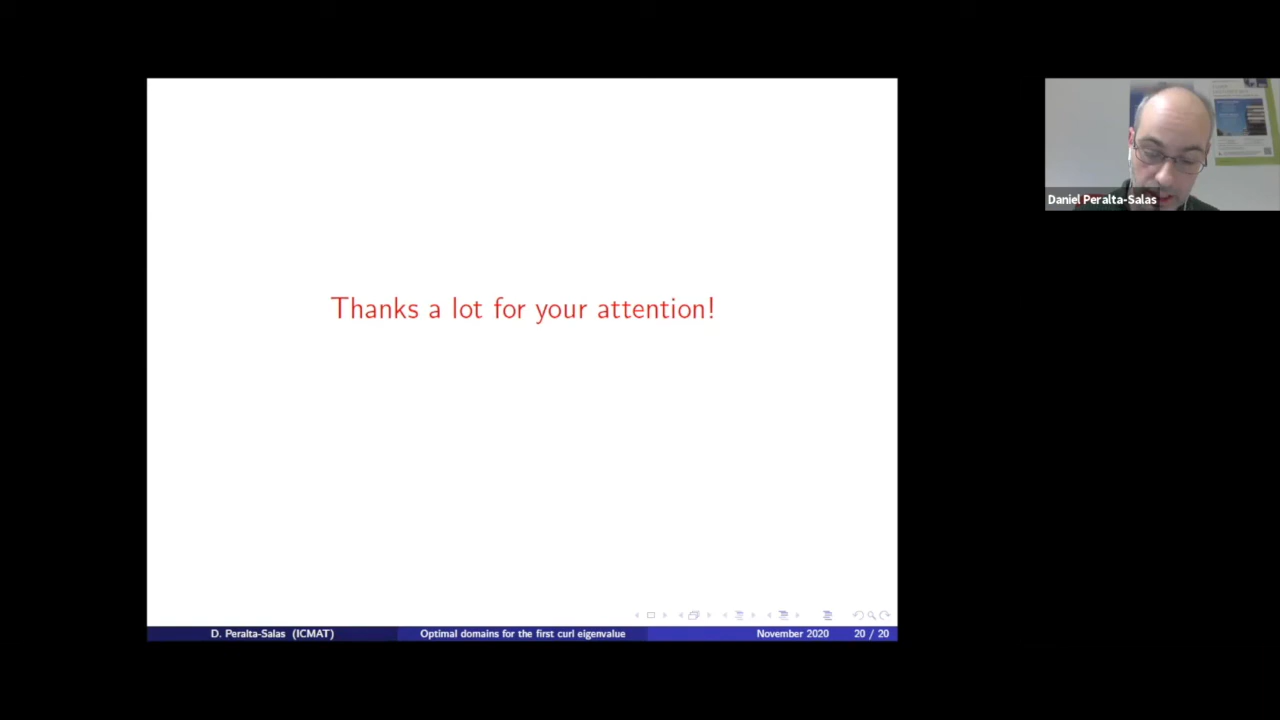 Thanks a lot for your attention!
Daniel Peralta-Salas
D. Peralta-Salas (ICMAT)
Optimal domains for the first curl eigenvalue
November 2020
20 / 20